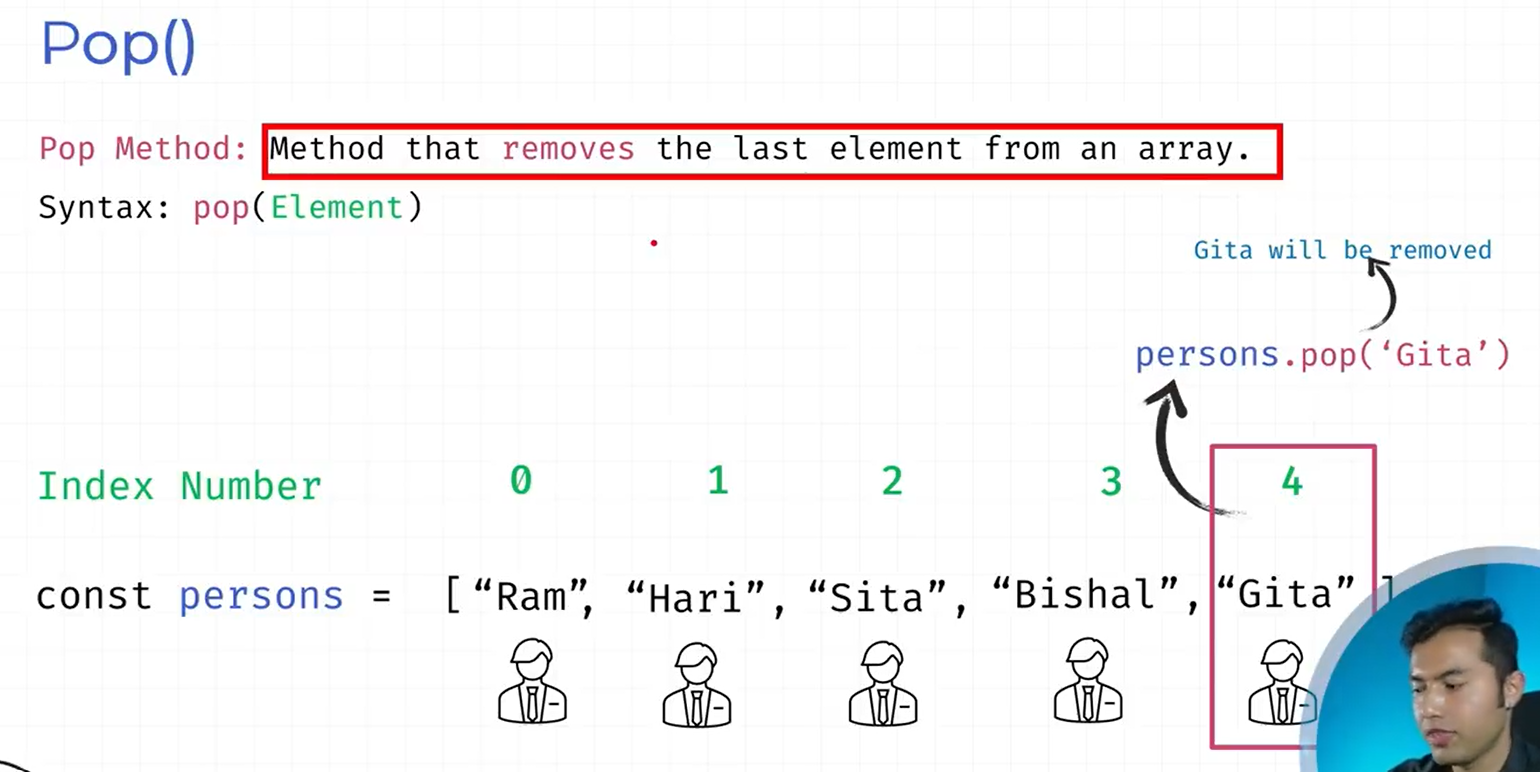 Pop()
Pop Method: Method that removes the last element from an array.
Syntax: pop(Element)
Gita will be removed
persons.pop(‘Gita’)
Index Number 0 1 2 3 4
const persons = [ “Ram”, “Hari”, “Sita”, “Bishal”, “Gita” ]